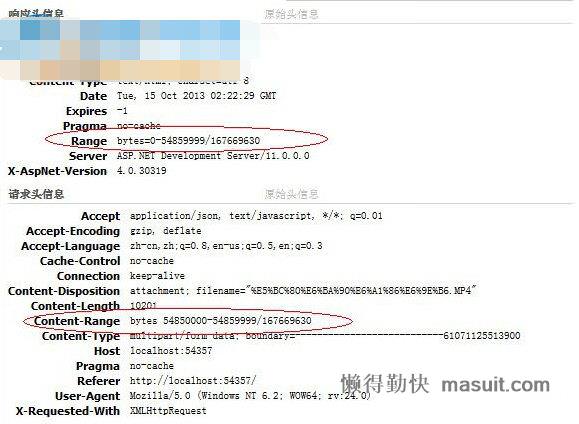 响应头信息 原始头信息
Content-Type text/html; charset=utf-8
Date Tue, 15 Oct 2013 02:22:29 GMT
Expires -1
Pragma no-cache
Range bytes=0-54859999/167669630
Server ASP.NET Development Server/11.0.0.0
X-AspNet-Version 4.0.30319
请求头信息 原始头信息
Accept application/json, text/javascript, */*; q=0.01
Accept-Encoding gzip, deflate
Accept-Language zh-cn,zh;q=0.8,en-us;q=0.5,en;q=0.3
Cache-Control no-cache
Connection keep-alive
Content-Disposition attachment; filename="%E5%BC%80%E6%BA%90%E6%A1%86%E6%9E%B6.MP4"
Content-Length 10201
Content-Range bytes 54850000-54859999/167669630
Content-Type multipart/form-data; boundary=---------------------------61071125513900
Host localhost:54357
Pragma no-cache
Referer http://localhost:54357/
User-Agent Mozilla/5.0 (Windows NT 6.2; WOW64; rv:24.0)
X-Requested-With XMLHttpRequest
懒得勤快 masuit.com